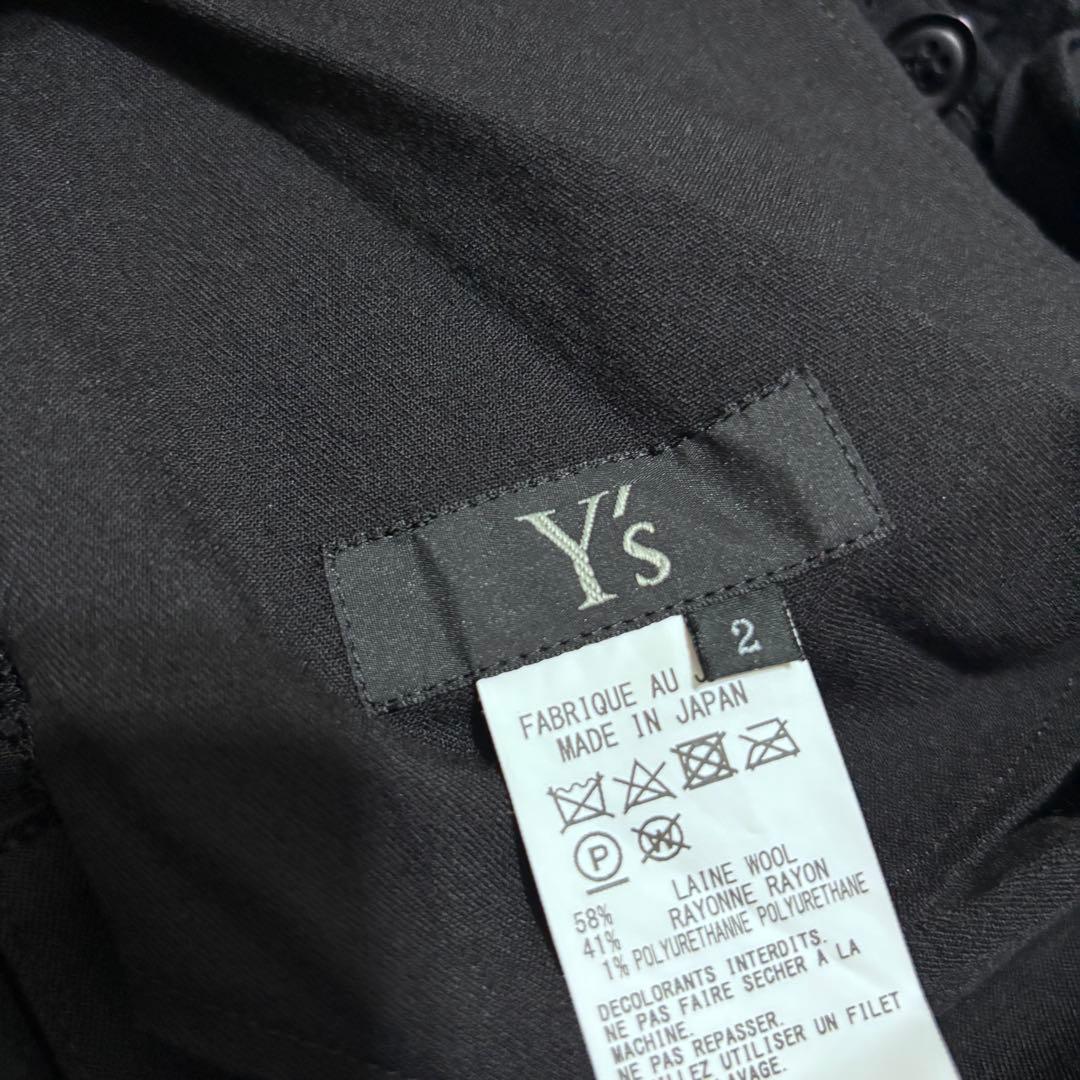 Y's
2
FABRIQUE AU
MADE IN JAPAN
P
W
58% LAINE WOOL
41% RAYONNE RAYON
1% POLYURETHANNE POLYURETHANE
DECOLORANTS INTERDITS.
NE PAS FAIRE SECHER À LA
MACHINE.
NE PAS REPASSER.
UTILISER UN FILET